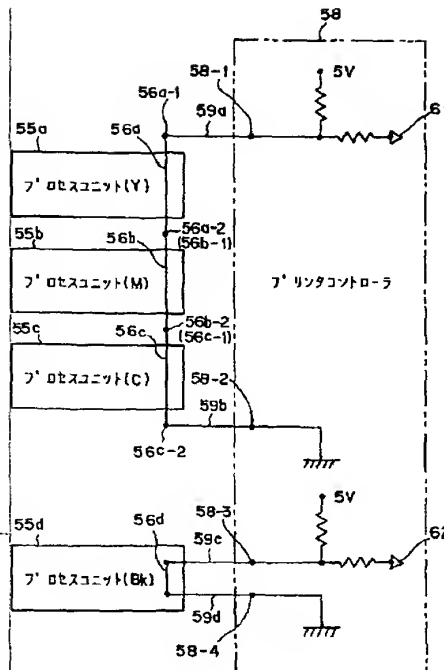 58
56a-1
58-1
5V
59a
6
55a
56a
プロセスユニット(Y)
55b
56b
56a-2
(56b-1)
プロセスユニット(M)
プリンタコントローラ
55c
56c
56b-2
(56c-1)
プロセスユニット(C)
58-2
59b
56c-2
5V
55d
56d
58-3
62
59c
プロセスユニット(Bk)
59d
58-4